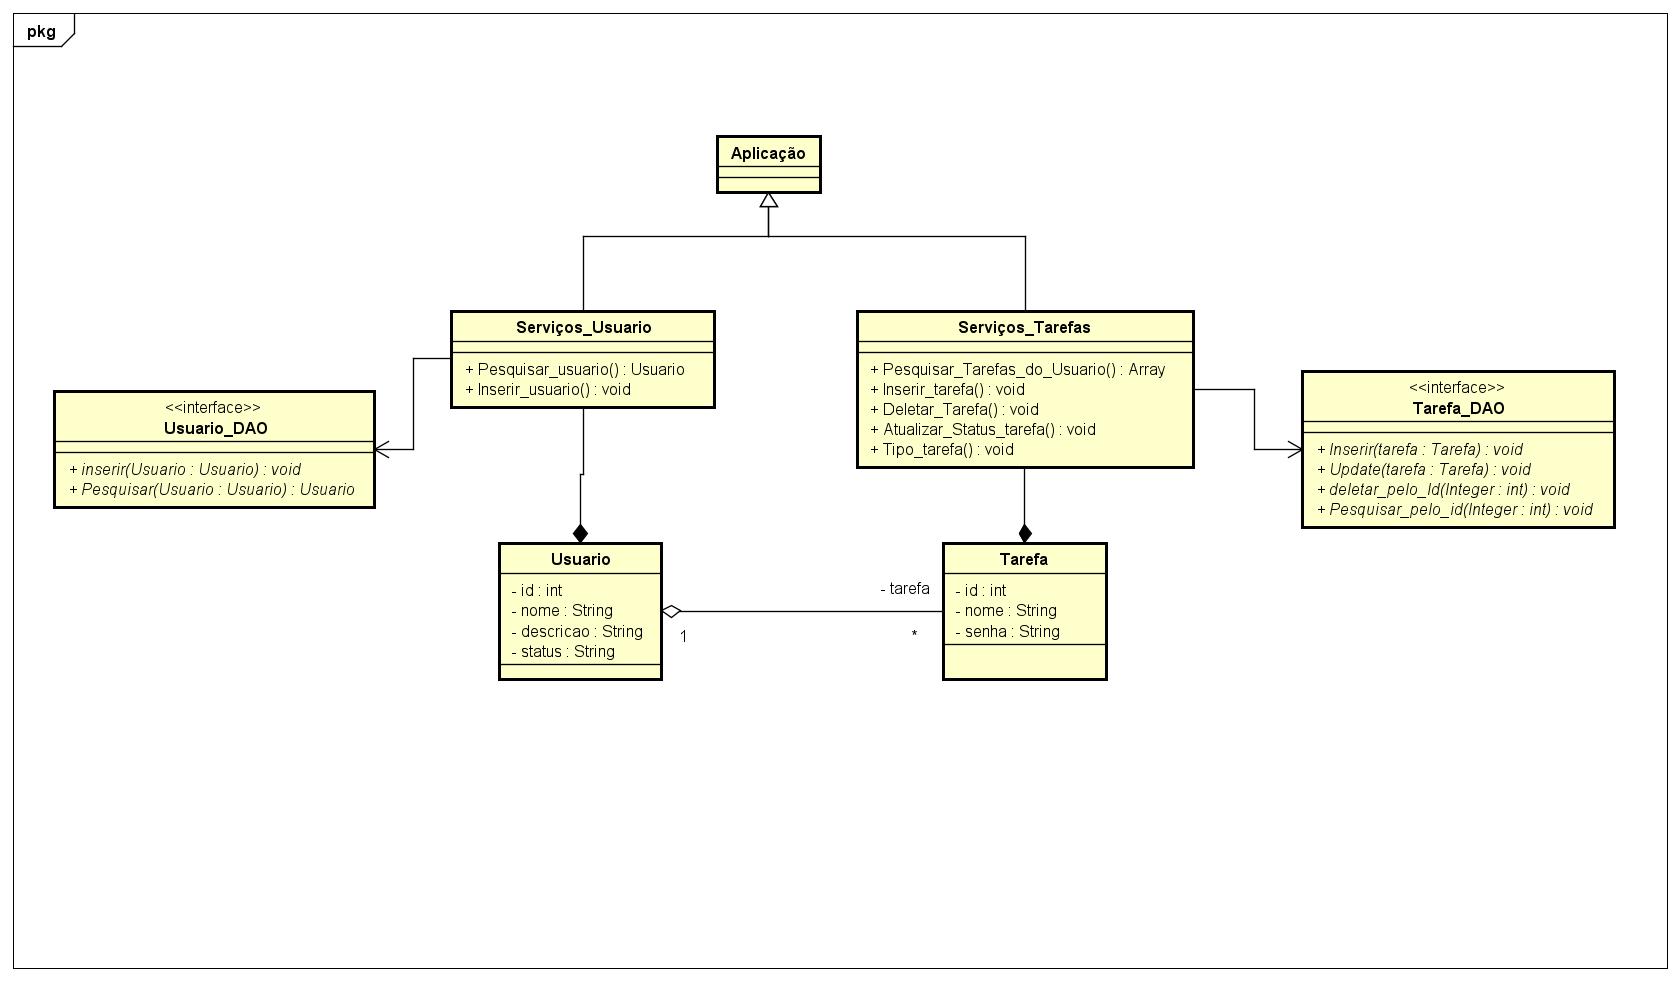 pkg
Aplicação
Serviços_Usuario
+ Pesquisar_usuario() : Usuario
+ Inserir_usuario() : void
Serviços_Tarefas
+ Pesquisar_Tarefas_do_Usuario() : Array
+ Inserir_tarefa() : void
+ Deletar_Tarefa() : void
+ Atualizar_Status_tarefa() : void
+ Tipo_tarefa() : void
<<interface>>
Usuario_DAO
+ inserir(Usuario : Usuario) : void
+ Pesquisar(Usuario : Usuario) : Usuario
<<interface>>
Tarefa_DAO
+ Inserir(tarefa : Tarefa) : void
+ Update(tarefa : Tarefa) : void
+ deletar_pelo_Id(Integer : int) : void
+ Pesquisar_pelo_id(Integer : int) : void
Usuario
- id : int
- nome : String
- descricao : String
- status : String
1
- tarefa
*
Tarefa
- id : int
- nome : String
- senha : String